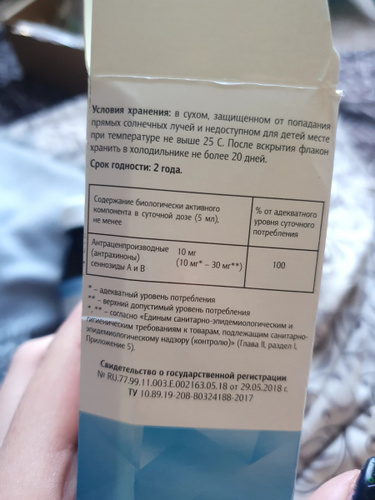 Условия хранения: в сухом, защищенном от попадания
прямых солнечных лучей и недоступном для детей месте
при температуре не выше 25 С. После вскрытия флакон
хранить в холодильнике не более 20 дней.
Срок годности: 2 года.
Содержание биологически активного
компонента в суточной дозе (5 мл),
не менее
% от адекватного
уровня суточного
потребления
Антраценпроизводные 10 мг
(антрахиноны) (10 мг* – 30 мг**) 100
сеннозиды А и В
* – адекватный уровень потребления
** – верхний допустимый уровень потребления
* ** – согласно «Единым санитарно-эпидемиологическим и
гигиеническим требованиям к товарам, подлежащим санитарно-
эпидемиологическому надзору (контролю)» (Глава II, раздел I,
Приложение 5).
Свидетельство о государственной регистрации
№ RU.77.99.11.003.Е.002163.05.18 от 29.05.2018 г.
ТУ 10.89.19-208-80324188-2017